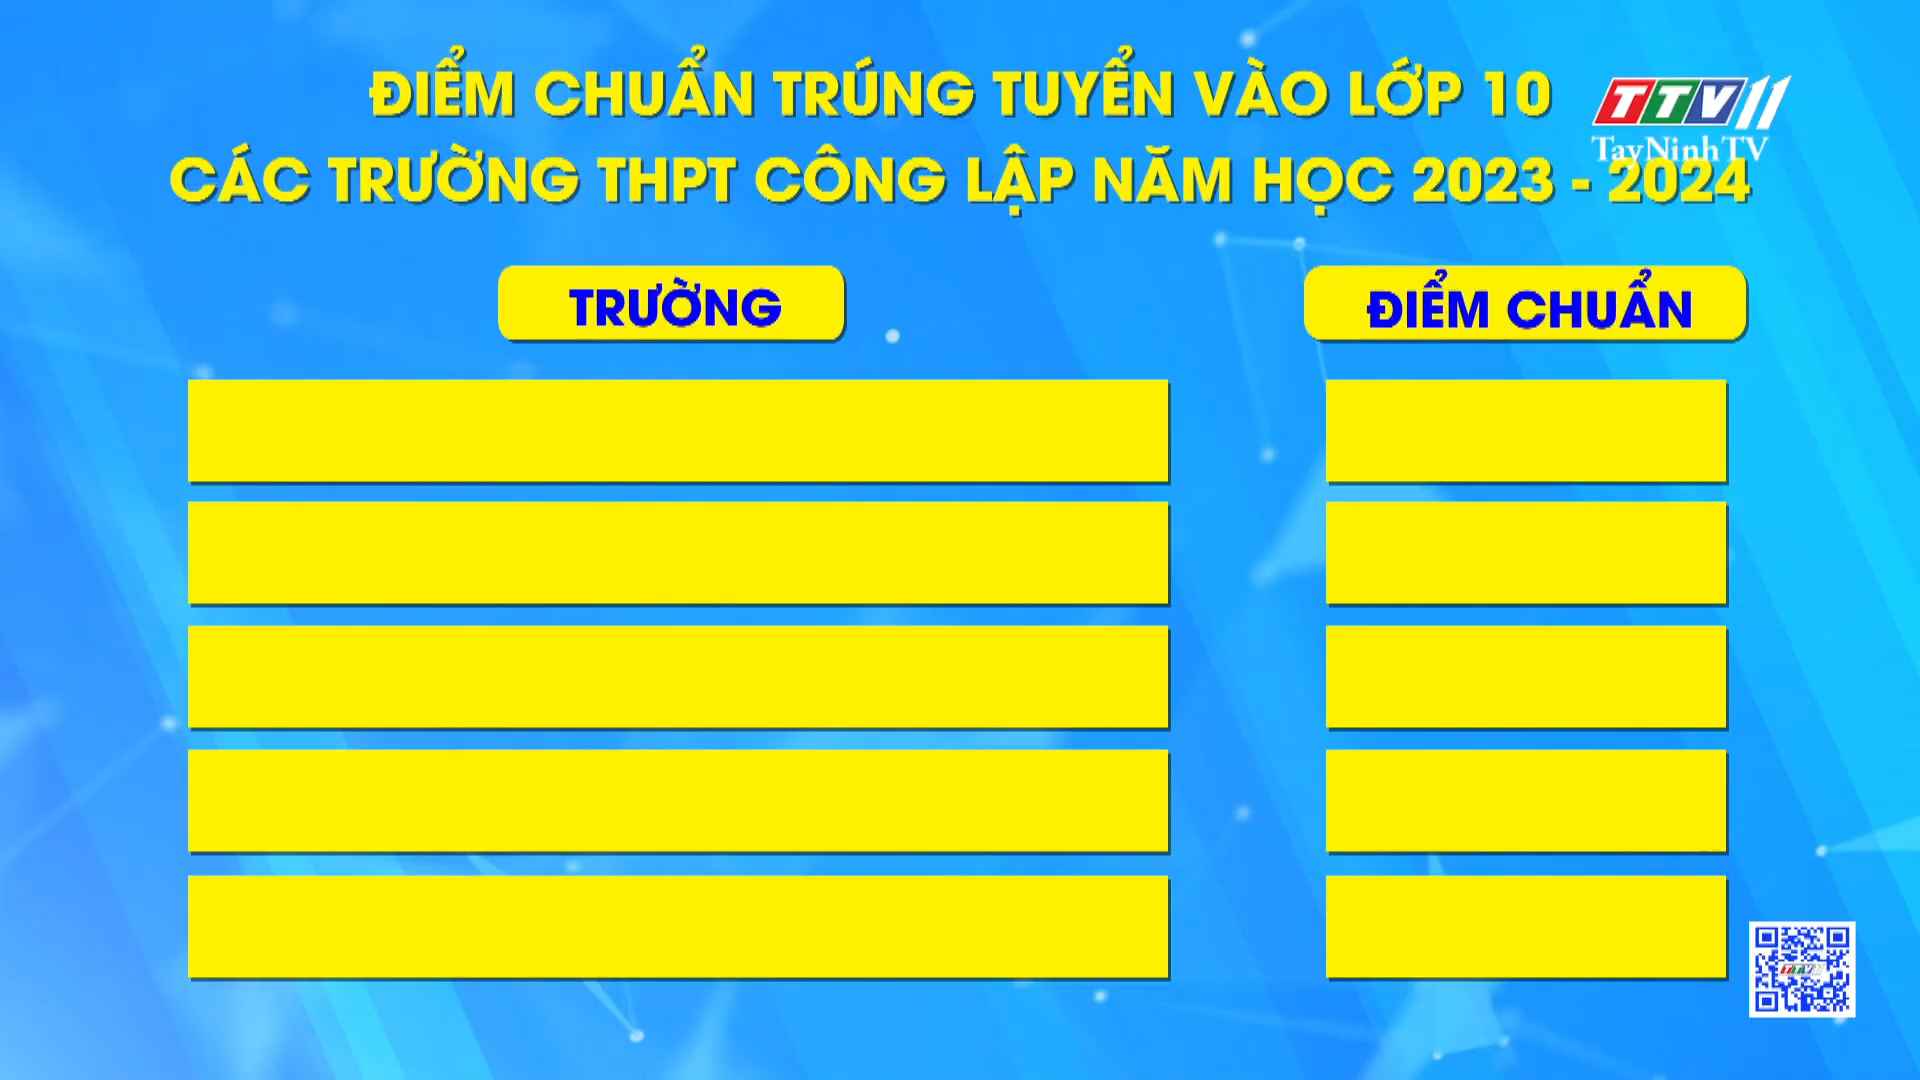 ĐIỂM CHUẨN TRÚNG TUYỂN VÀO LỚP 10
TTV11
TayNinhTV
CÁC TRƯỜNG THPT CÔNG LẬP NĂM HỌC 2023 - 2024
TRƯỜNG
ĐIỂM CHUẨN